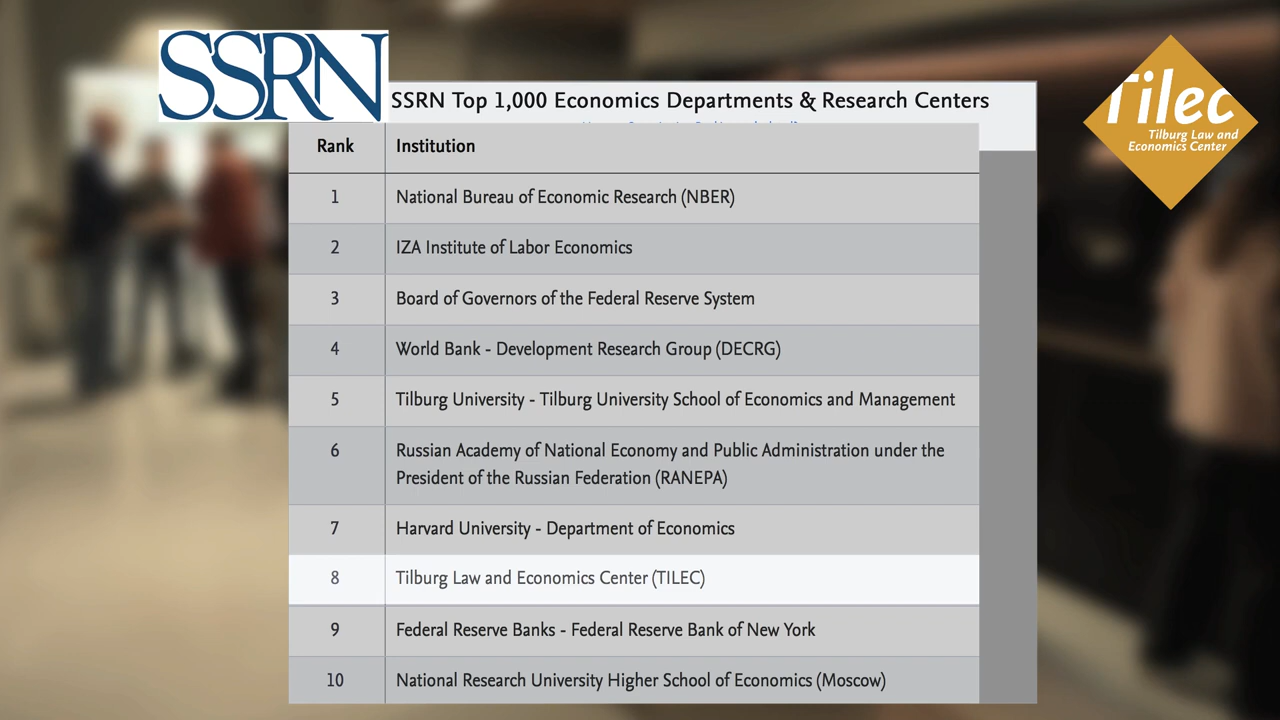 SSRN
SSRN Top 1,000 Economics Departments & Research Centers
Tilec
Tilburg Law and
Economics Center
Rank Institution
1 National Bureau of Economic Research (NBER)
2 IZA Institute of Labor Economics
3 Board of Governors of the Federal Reserve System
4 World Bank - Development Research Group (DECRG)
5 Tilburg University - Tilburg University School of Economics and Management
6 Russian Academy of National Economy and Public Administration under the
President of the Russian Federation (RANEPA)
7 Harvard University - Department of Economics
8 Tilburg Law and Economics Center (TILEC)
9 Federal Reserve Banks - Federal Reserve Bank of New York
10 National Research University Higher School of Economics (Moscow)